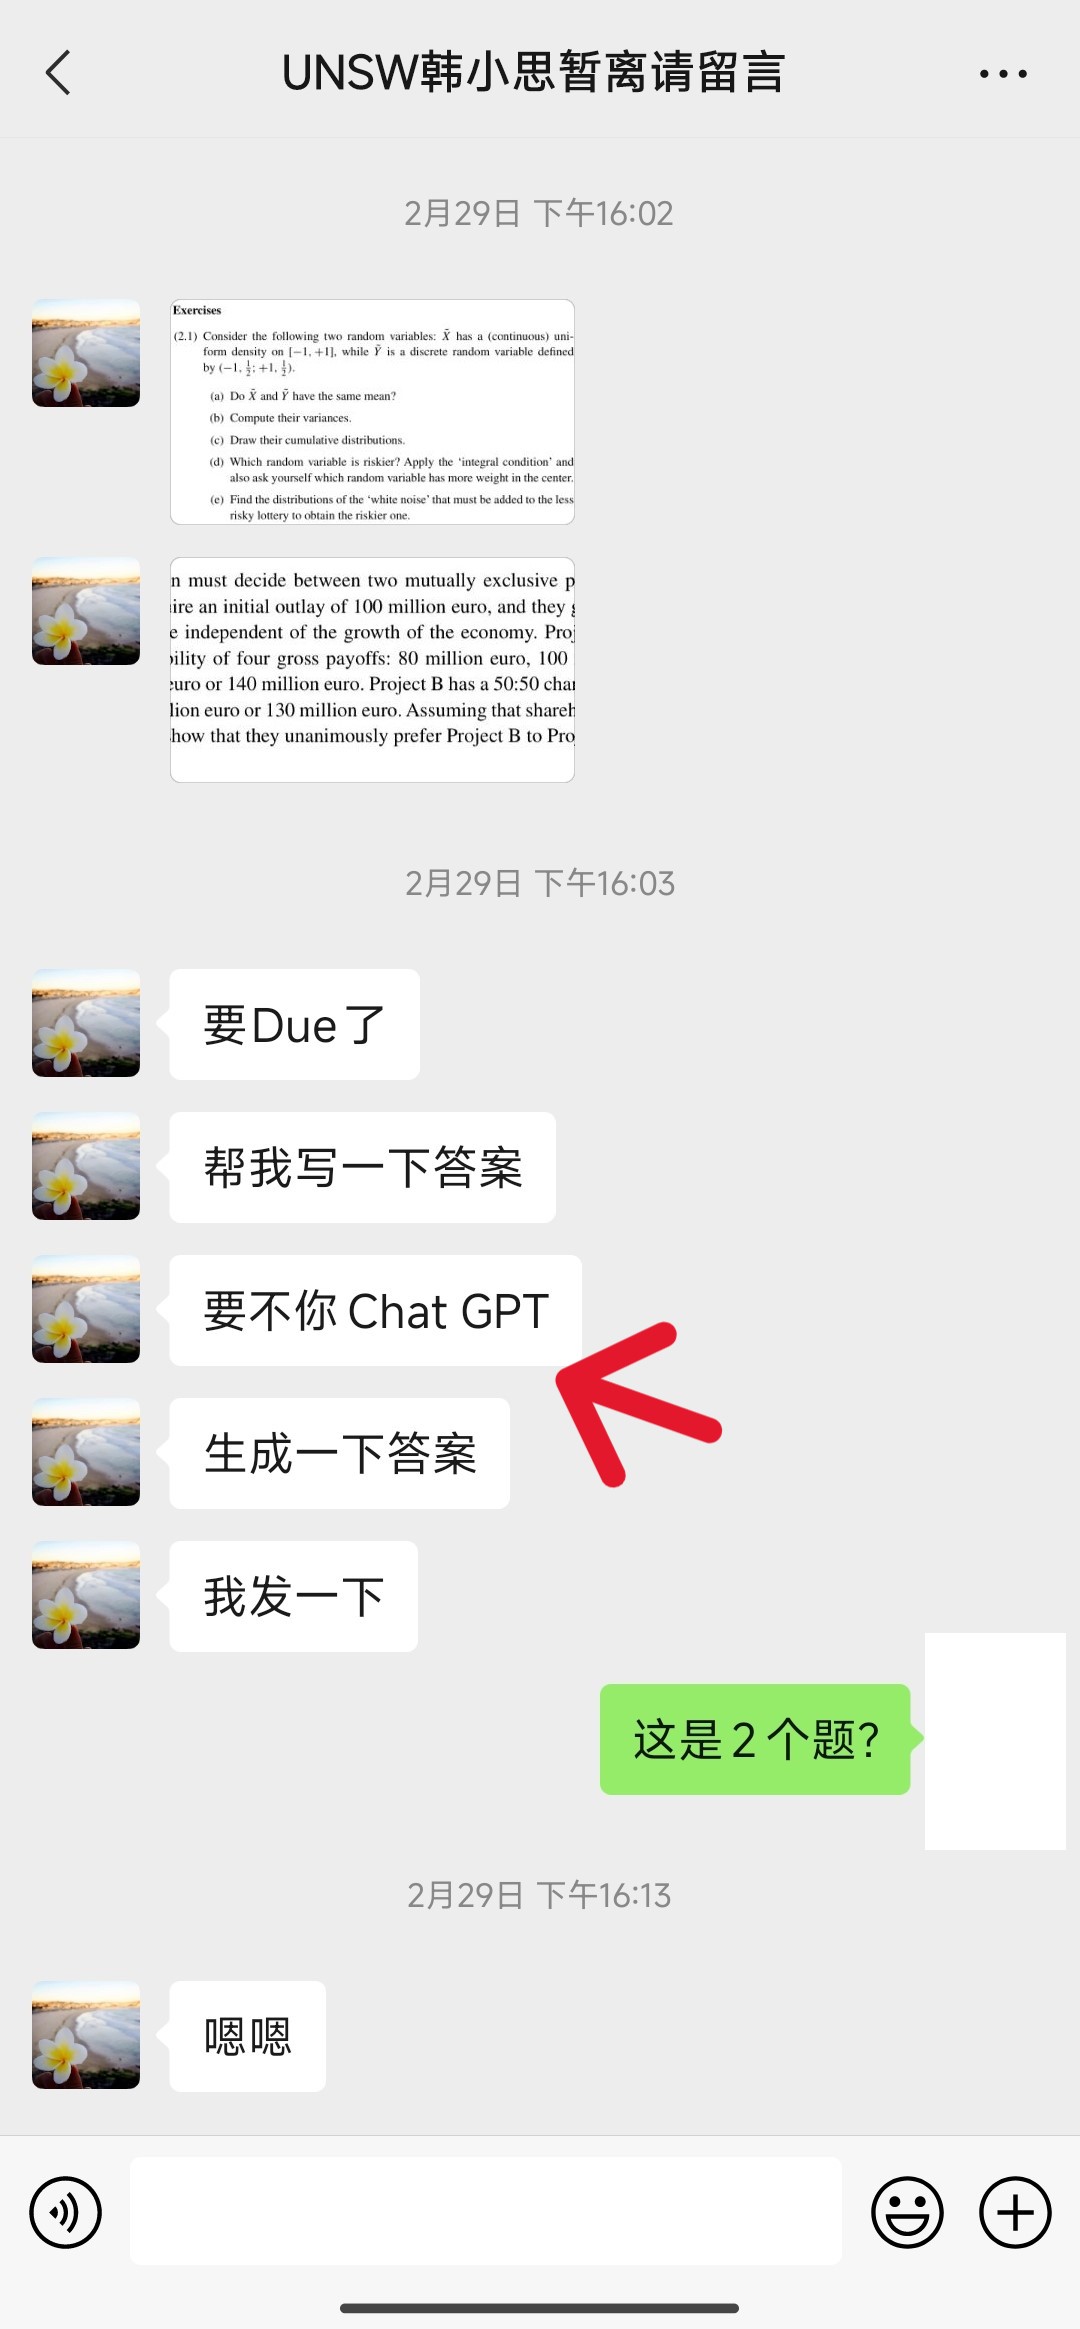 UNSW韩小思暂离请留言
2月29日 下午16:02
Exercises
(2.1) Consider the following two random variables: X̃ has a (continuous) uni-
form density on [−1, +1], while Ỹ is a discrete random variable defined
by (−1, 1/2; +1, 1/2).
(a) Do X̃ and Ỹ have the same mean?
(b) Compute their variances.
(c) Draw their cumulative distributions.
(d) Which random variable is riskier? Apply the ‘integral condition’ and
also ask yourself which random variable has more weight in the center.
(e) Find the distributions of the ‘white noise’ that must be added to the less
risky lottery to obtain the riskier one.
n must decide between two mutually exclusive p
ire an initial outlay of 100 million euro, and they g
e independent of the growth of the economy. Proj
bility of four gross payoffs: 80 million euro, 100
euro or 140 million euro. Project B has a 50:50 chan
lion euro or 130 million euro. Assuming that shareh
how that they unanimously prefer Project B to Pro
2月29日 下午16:03
要Due了
帮我写一下答案
要不你Chat GPT
生成一下答案
我发一下
这是2个题?
2月29日 下午16:13
嗯嗯